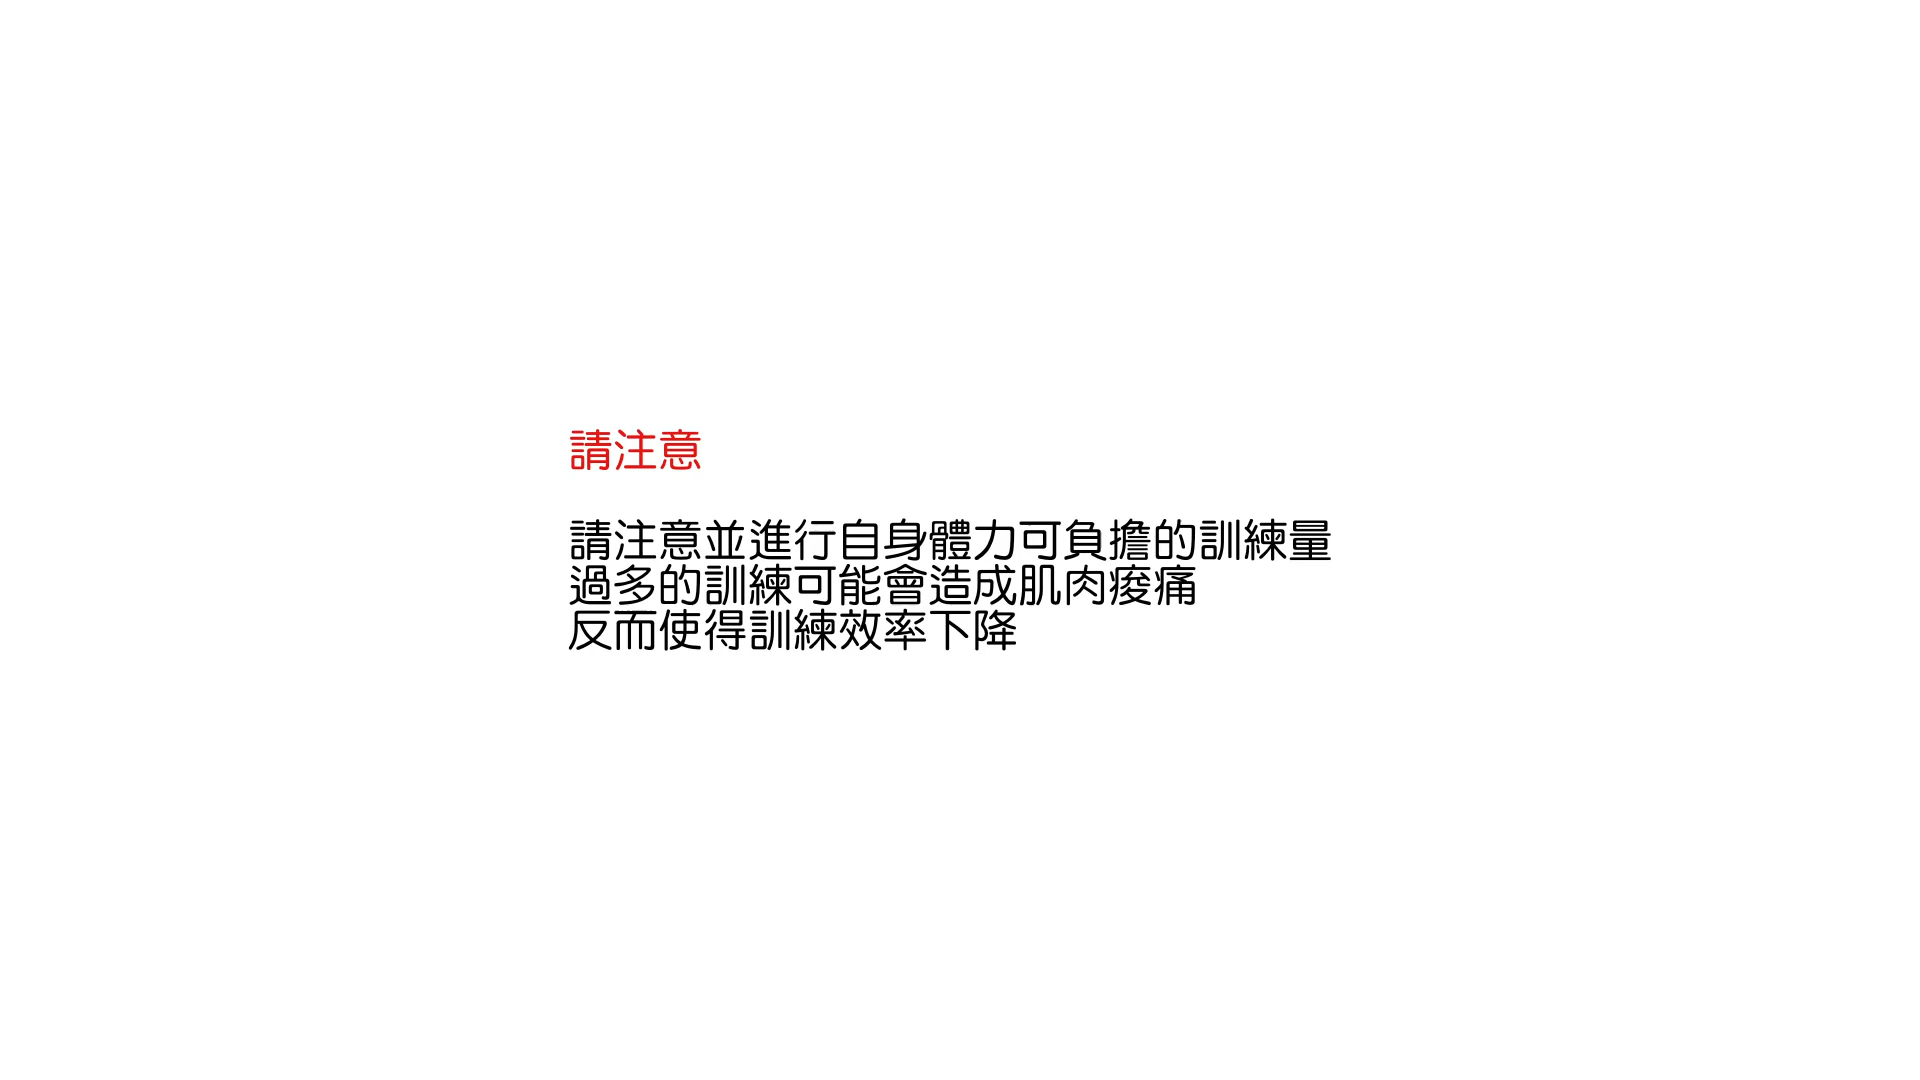 請注意
請注意並進行自身體力可負擔的訓練量
過多的訓練可能會造成肌肉痠痛
反而使得訓練效率下降